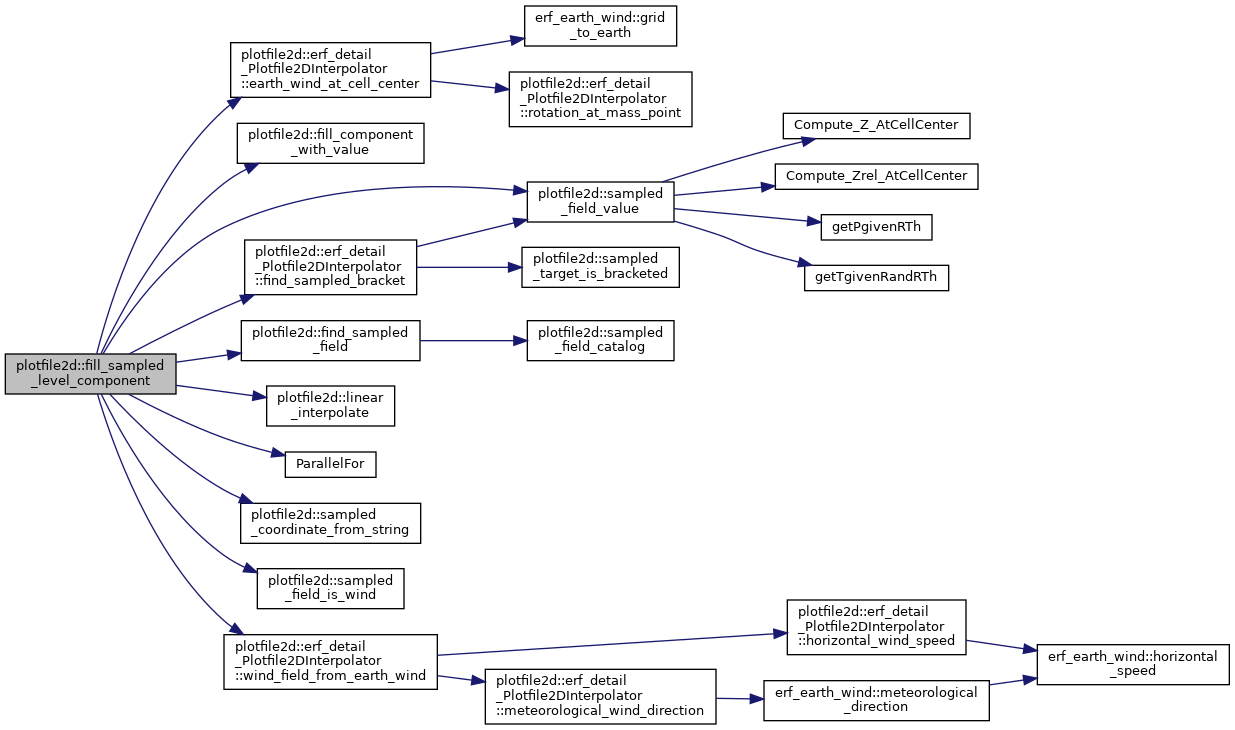 erf_earth_wind::grid
_to_earth
plotfile2d::erf_detail
_Plotfile2DInterpolator
::earth_wind_at_cell_center
plotfile2d::erf_detail
_Plotfile2DInterpolator
::rotation_at_mass_point
plotfile2d::fill_component
_with_value
Compute_Z_AtCellCenter
Compute_Zrel_AtCellCenter
plotfile2d::sampled
_field_value
getPgivenRTh
plotfile2d::erf_detail
_Plotfile2DInterpolator
::find_sampled_bracket
plotfile2d::sampled
_target_is_bracketed
getTgivenRandRTh
plotfile2d::find_sampled
_field
plotfile2d::sampled
_field_catalog
plotfile2d::fill_sampled
_level_component
plotfile2d::linear
_interpolate
ParallelFor
plotfile2d::sampled
_coordinate_from_string
plotfile2d::sampled
_field_is_wind
plotfile2d::erf_detail
_Plotfile2DInterpolator
::horizontal_wind_speed
plotfile2d::erf_detail
_Plotfile2DInterpolator
::wind_field_from_earth_wind
erf_earth_wind::horizontal
_speed
plotfile2d::erf_detail
_Plotfile2DInterpolator
::meteorological_wind_direction
erf_earth_wind::meteorological
_direction